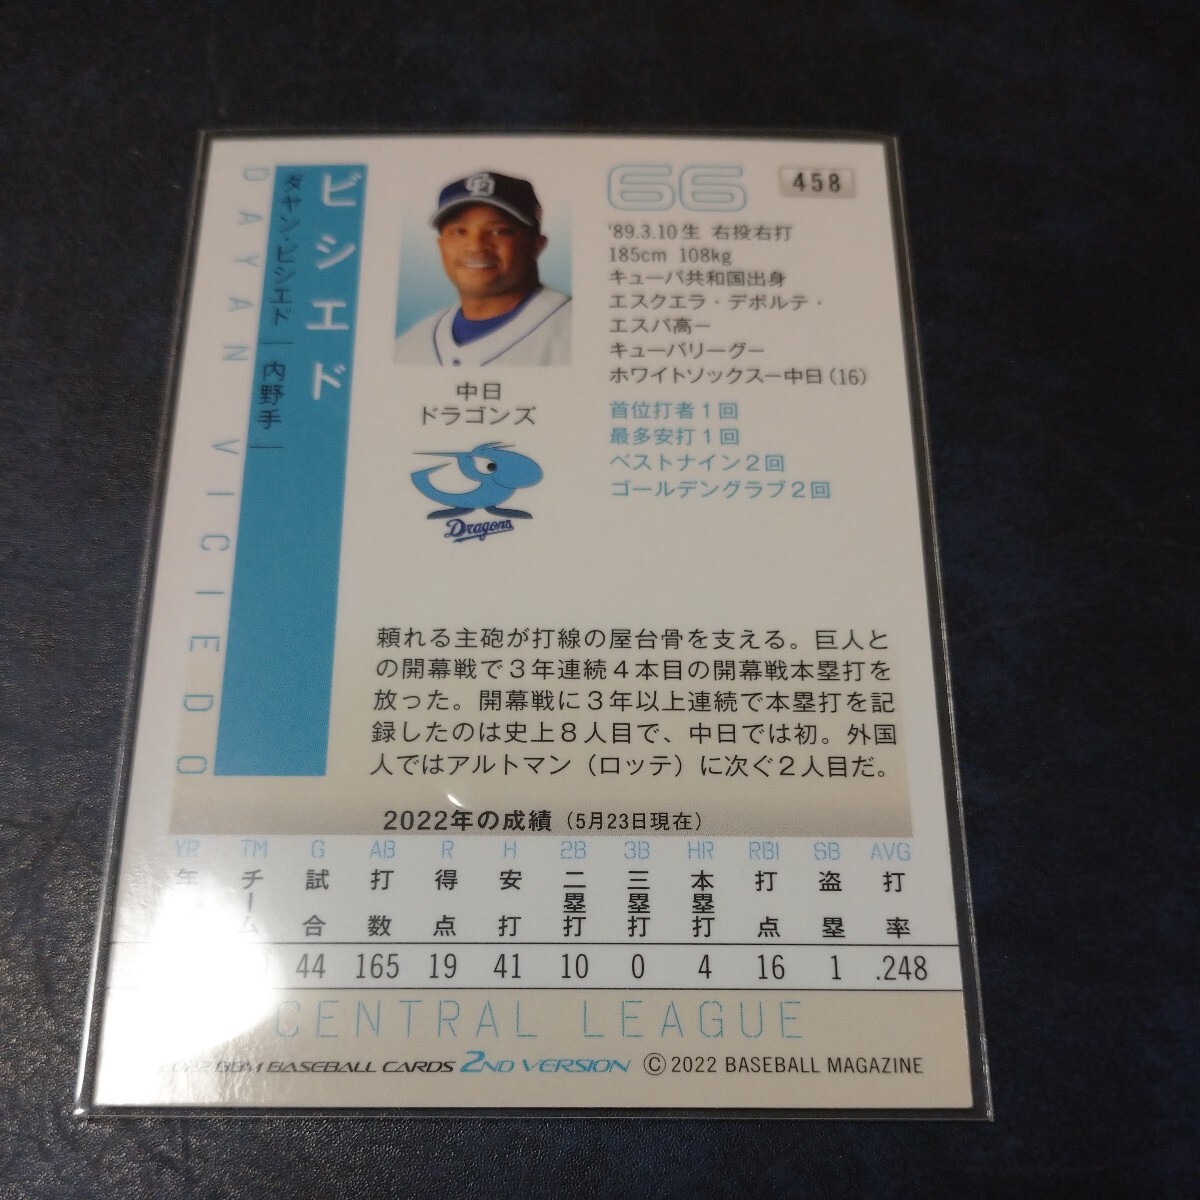 66
458
DAYAN VICIEDO
ビシエド
ダヤン・ビシエド
内野手
'89.3.10生 右投右打
185cm 108kg
キューバ共和国出身
エスクエラ・デポルテ・
エスパ高ー
キューバリーグー
ホワイトソックスー中日(16)
首位打者1回
最多安打1回
ベストナイン2回
ゴールデングラブ2回
中日
ドラゴンズ
Dragons
頼れる主砲が打線の屋台骨を支える。巨人と
の開幕戦で3年連続4本目の開幕戦本塁打を
放った。開幕戦に3年以上連続で本塁打を記
録したのは史上8人目で、中日では初。外国
人ではアルトマン(ロッテ)に次ぐ2人目だ。
2022年の成績(5月23日現在)
YR TM G AB R H 2B 3B HR RBI SB AVG
年 チーム 試合 打数 得点 安打 二塁打 三塁打 本塁打 打点 盗塁 打率
44 165 19 41 10 0 4 16 1 .248
CENTRAL LEAGUE
BBM BASEBALL CARDS 2ND VERSION © 2022 BASEBALL MAGAZINE